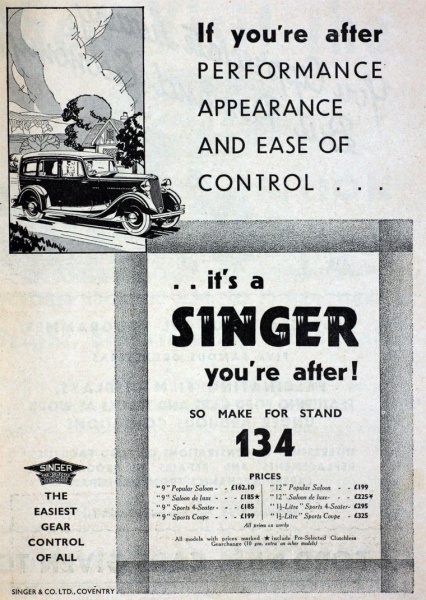 If you're after
PERFORMANCE
APPEARANCE
AND EASE OF
CONTROL . . .
. . it's a
SINGER
you're after!
SO MAKE FOR STAND
134
PRICES
"9" Popular Saloon - - £162.10
"9" Saloon de luxe - - £185★
"9" Sports 4-Seater - - £185
"9" Sports Coupe - - £199
"12" Popular Saloon - £199
"12" Saloon de luxe - £225★
"1½-Litre" Sports 4-Seater- £295
"1½-Litre" Sports Coupe - £325
All prices ex works
All models with prices marked ★ include Pre-Selected Clutchless
Gearchange (10 gns. extra on other models)
SINGER
THE
EASIEST
GEAR
CONTROL
OF ALL
SINGER & CO. LTD., COVENTRY